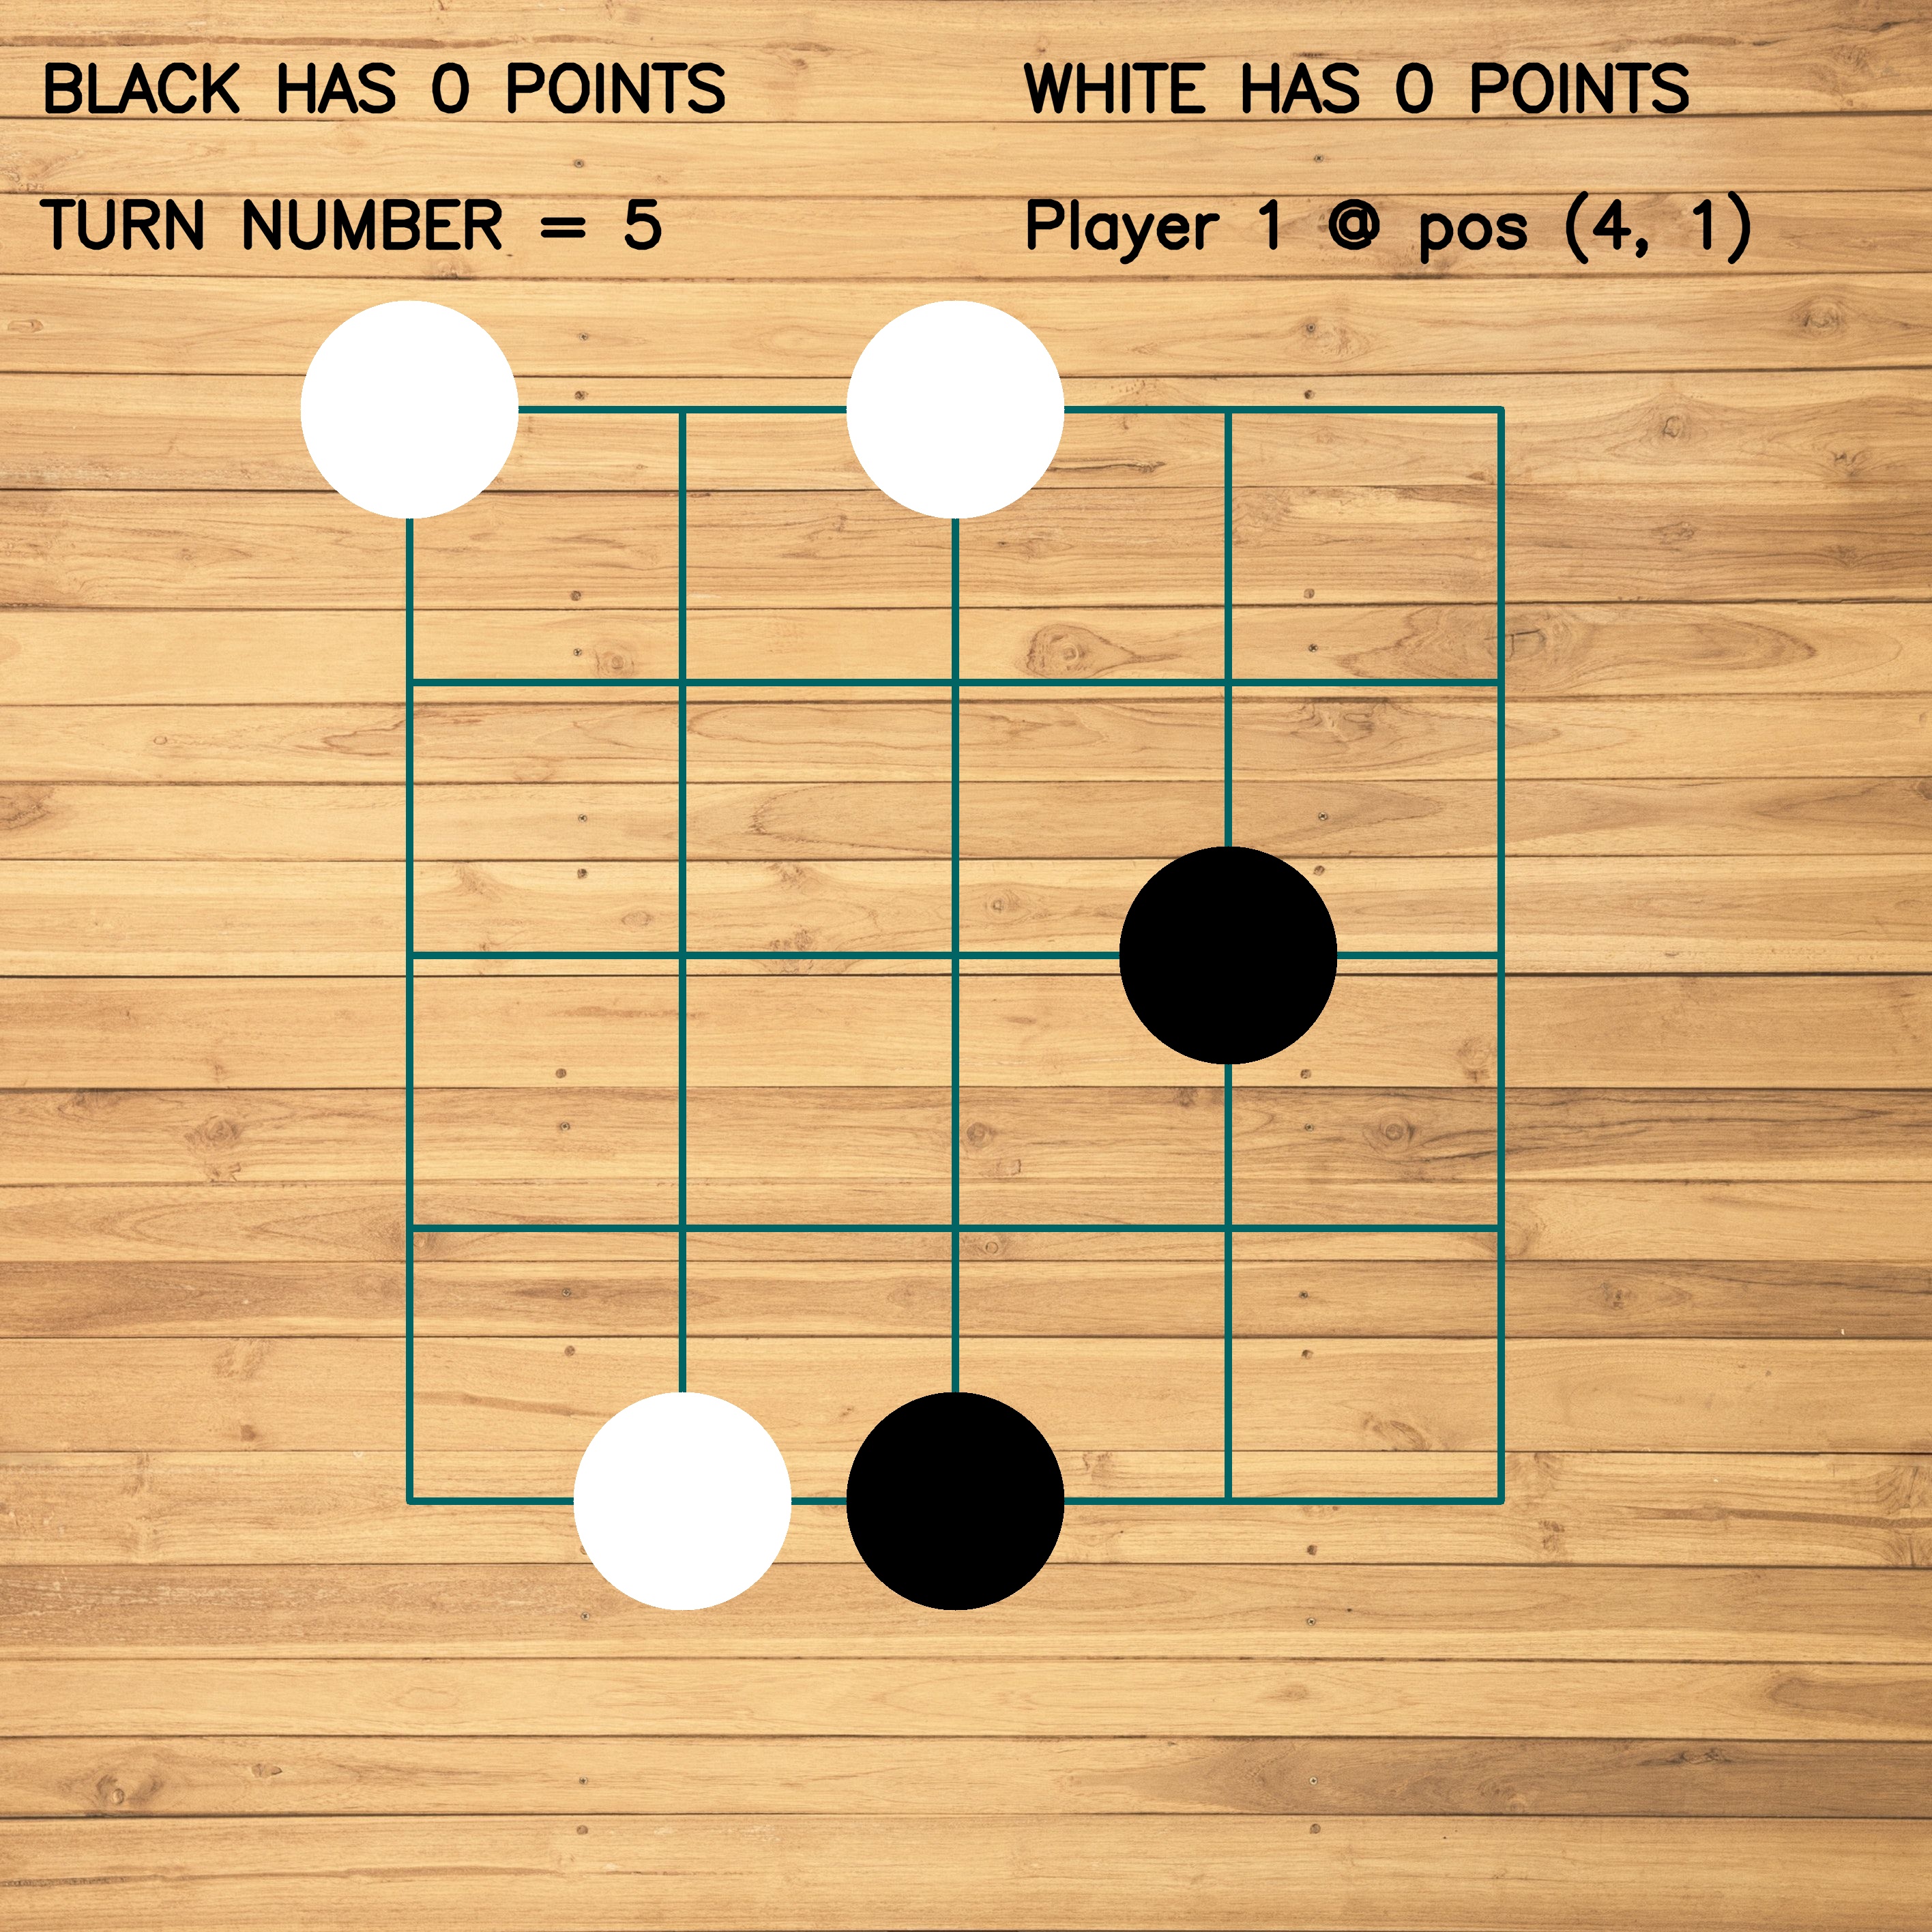 BLACK HAS 0 POINTS WHITE HAS 0 POINTS
TURN NUMBER = 5 Player 1 @ pos (4, 1)